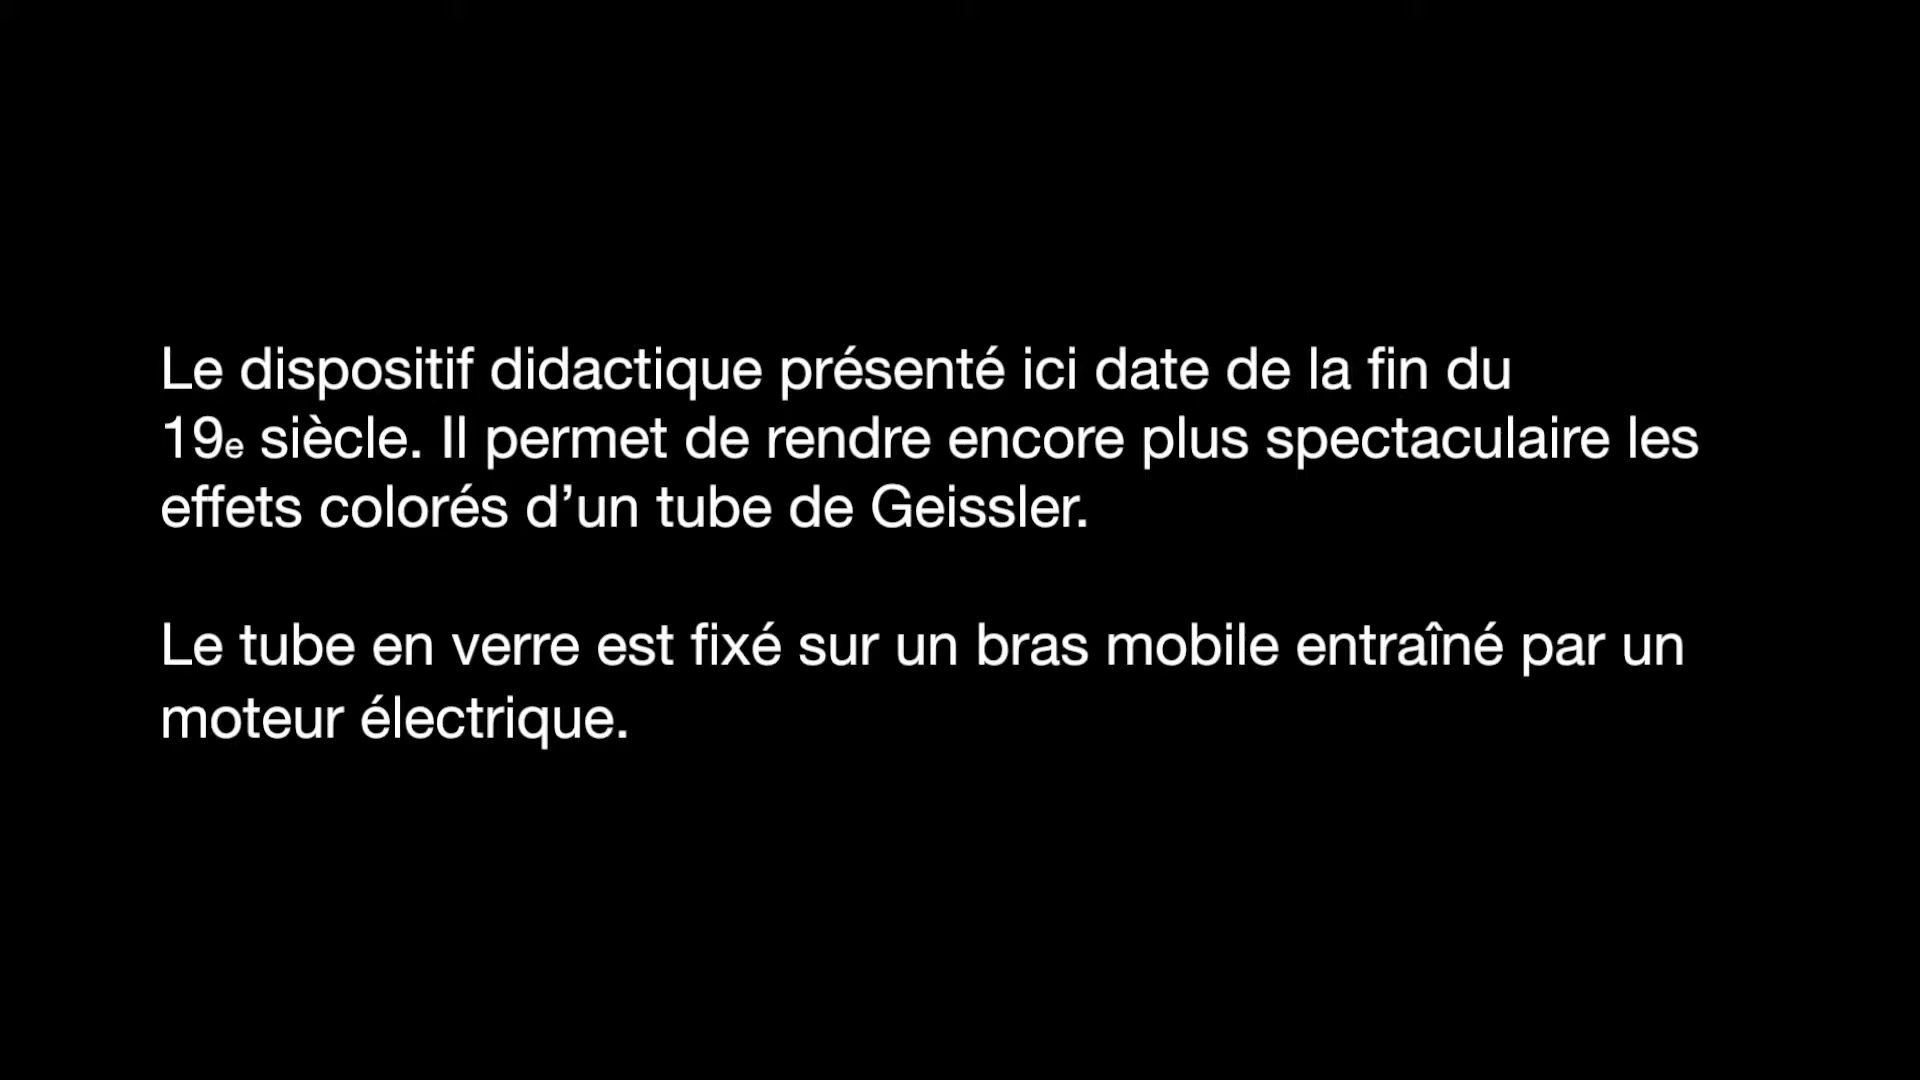 Le dispositif didactique présenté ici date de la fin du
19e siècle. Il permet de rendre encore plus spectaculaire les
effets colorés d’un tube de Geissler.
Le tube en verre est fixé sur un bras mobile entraîné par un
moteur électrique.